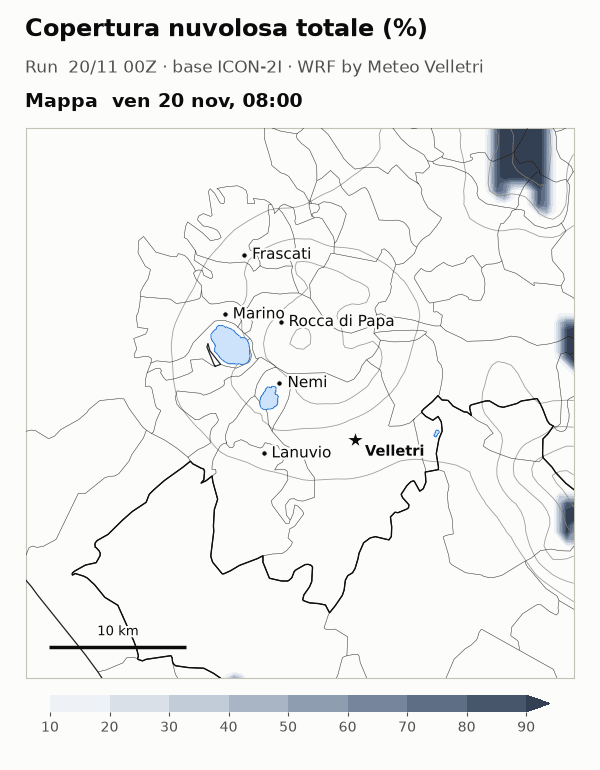 Copertura nuvolosa totale (%)
Run  20/11 00Z · base ICON-2I · WRF by Meteo Velletri
Mappa  ven 20 nov, 08:00
Frascati
Marino
Rocca di Papa
Nemi
Velletri
Lanuvio
10 km
10 20 30 40 50 60 70 80 90